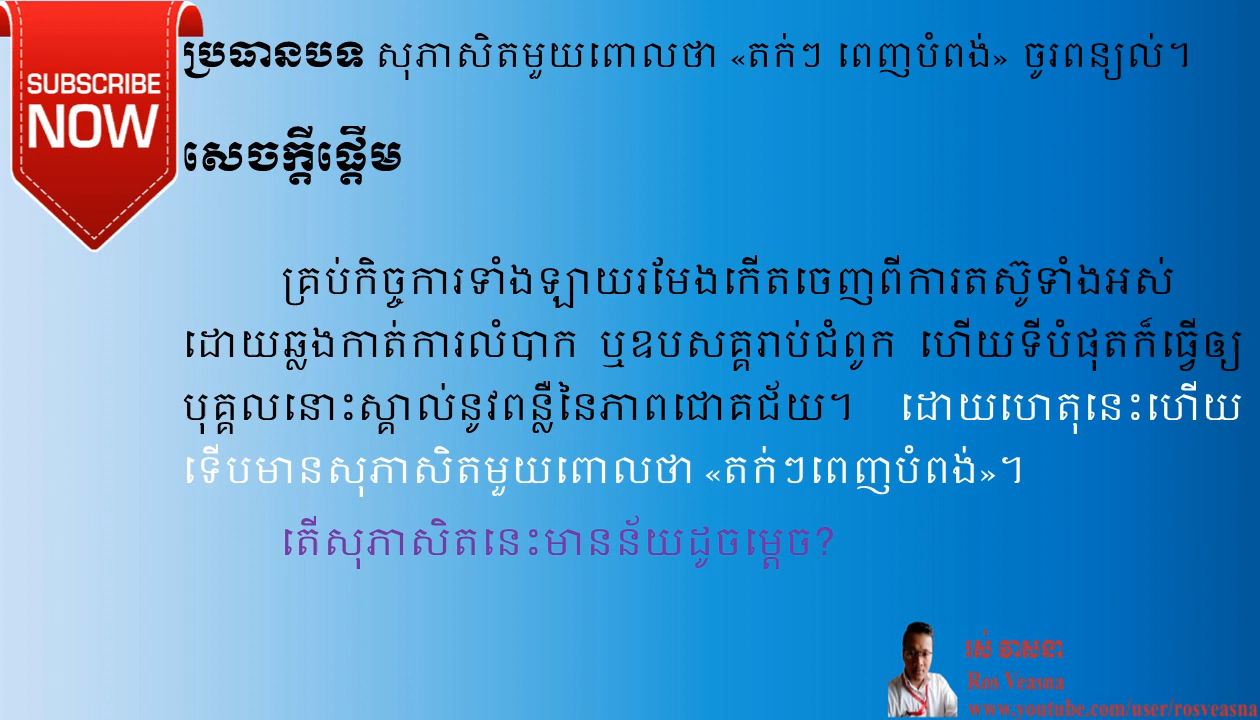 SUBSCRIBE
NOW
ប្រធានបទ សុភាសិតមួយពោលថា «តក់ៗ ពេញបំពង់» ចូរពន្យល់។
សេចក្តីផ្តើម
គ្រប់កិច្ចការទាំងឡាយរមែងកើតចេញពីការតស៊ូទាំងអស់
ដោយឆ្លងកាត់ការលំបាក ឬឧបសគ្គរាប់ជំពូក ហើយទីបំផុតក៏ធ្វើឲ្យ
បុគ្គលនោះស្គាល់នូវពន្លឺនៃភាពជោគជ័យ។ ដោយហេតុនេះហើយ
ទើបមានសុភាសិតមួយពោលថា «តក់ៗពេញបំពង់»។
តើសុភាសិតនេះមានន័យដូចម្តេច?
រស់ វាសនា
Ros Veasna
www.youtube.com/user/rosveasna